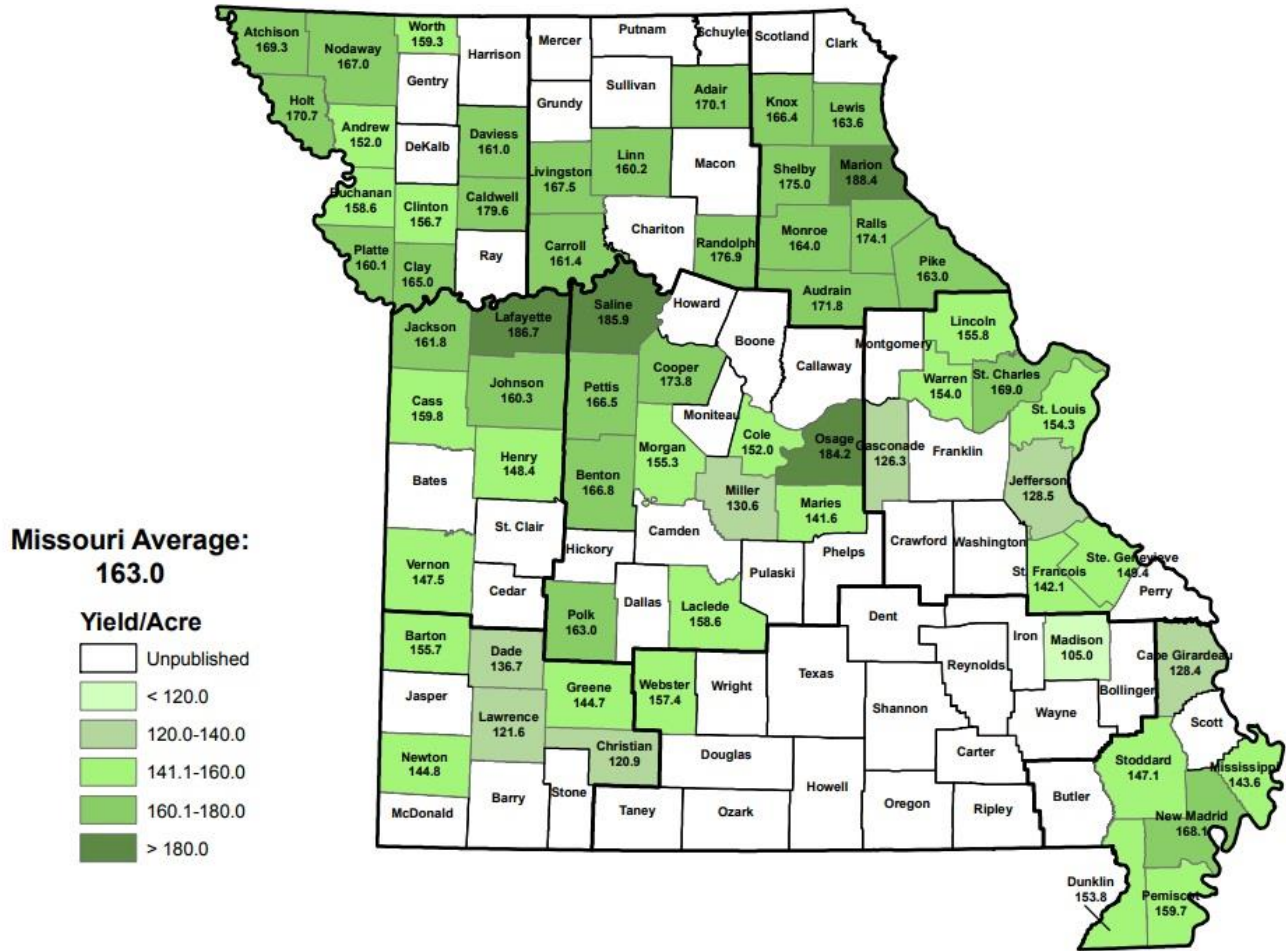 Atchison
169.3
Nodaway
167.0
Worth
159.3
Harrison
Mercer
Putnam
Schuyler
Scotland
Clark
Gentry
Sullivan
Adair
170.1
Knox
166.4
Lewis
163.6
Holt
170.7
Grundy
Andrew
152.0
DeKalb
Daviess
161.0
Livingston
167.5
Linn
160.2
Macon
Shelby
175.0
Marion
188.4
Buchanan
158.6
Clinton
156.7
Caldwell
179.6
Chariton
Randolph
176.9
Monroe
164.0
Ralls
174.1
Platte
160.1
Clay
165.0
Ray
Carroll
161.4
Pike
163.0
Audrain
171.8
Jackson
161.8
Lafayette
186.7
Saline
185.9
Howard
Boone
Callaway
Montgomery
Lincoln
155.8
Cass
159.8
Johnson
160.3
Pettis
166.5
Cooper
173.8
Moniteau
Warren
154.0
St. Charles
169.0
St. Louis
154.3
Henry
148.4
Morgan
155.3
Cole
152.0
Osage
184.2
Gasconade
126.3
Franklin
Jefferson
128.5
Bates
Benton
166.8
Miller
130.6
Maries
141.6
St. Clair
Hickory
Camden
Pulaski
Phelps
Crawford
Washington
St. Francois
142.1
Ste. Genevieve
149.4
Perry
Vernon
147.5
Cedar
Polk
163.0
Dallas
Laclede
158.6
Dent
Iron
Madison
105.0
Bollinger
Cape Girardeau
128.4
Barton
155.7
Dade
136.7
Greene
144.7
Webster
157.4
Wright
Texas
Reynolds
Shannon
Wayne
Scott
Jasper
Lawrence
121.6
Christian
120.9
Douglas
Carter
Stoddard
147.1
Mississippi
143.6
Newton
144.8
Barry
Stone
Taney
Ozark
Howell
Oregon
Ripley
Butler
New Madrid
168.1
McDonald
Dunklin
153.8
Pemiscot
159.7
Missouri Average:
163.0
Yield/Acre
Unpublished
< 120.0
120.0-140.0
141.1-160.0
160.1-180.0
> 180.0